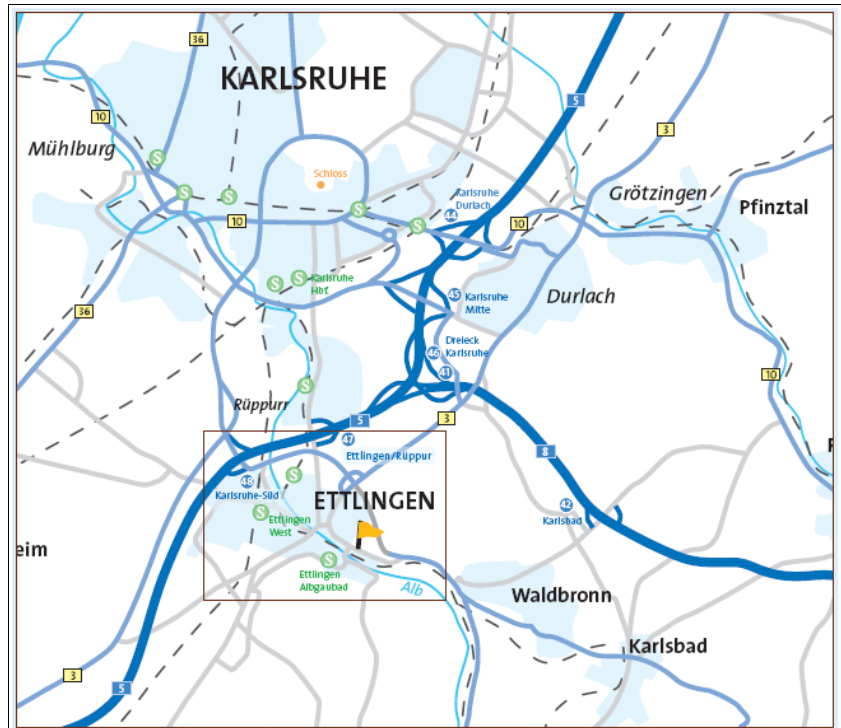 36
KARLSRUHE
5
10
3
Mühlburg
S
Schloss
Grötzingen
S
S
Karlsruhe
Durlach
Pfinztal
S
44
10
10
S
S
S
Karlsruhe
Hbf
45
Karlsruhe
Mitte
Durlach
36
Dreieck
Karlsruhe
46
41
10
S
Rüppurr
5
3
47
Ettlingen/Rüppur
8
S
48
Karlsruhe-Süd
ETTLINGEN
42
Karlsbad
S
Ettlingen
West
eim
S
Ettlingen
Albgaubad
Alb
Waldbronn
Karlsbad
3
5